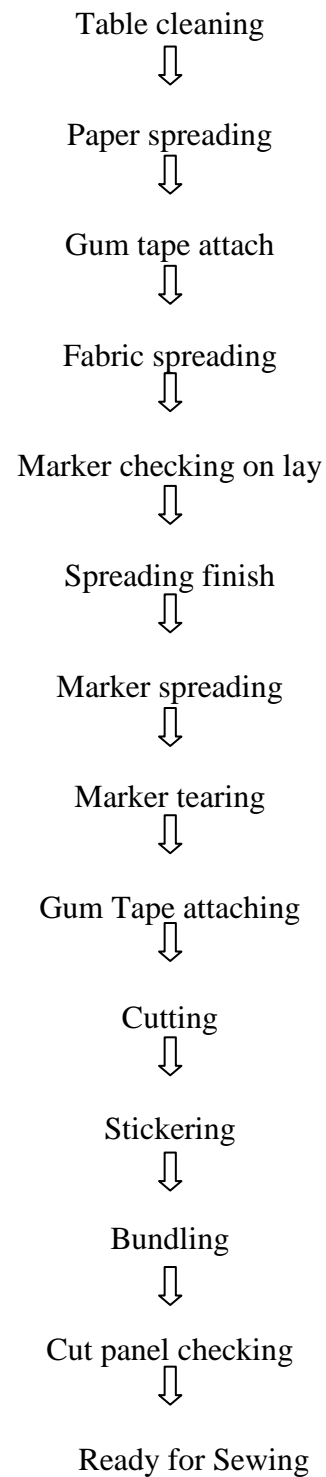 Table cleaning
Paper spreading
Gum tape attach
Fabric spreading
Marker checking on lay
Spreading finish
Marker spreading
Marker tearing
Gum Tape attaching
Cutting
Stickering
Bundling
Cut panel checking
Ready for Sewing